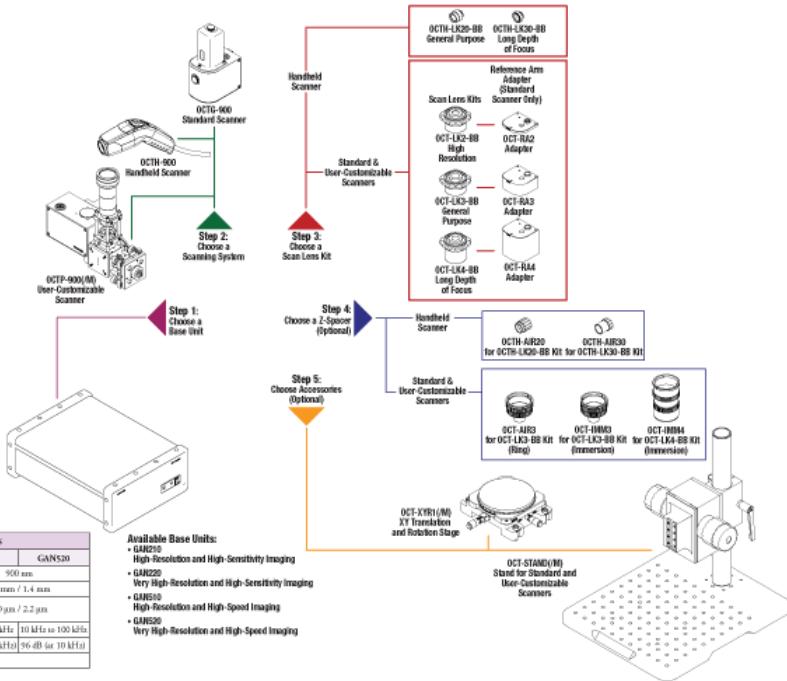 OCTH-LK20-BB
General Purpose
OCTH-LK30-BB
Long Depth
of Focus
Handheld
Scanner
Reference Arm
Adapter
(Standard
Scanner Only)
Scan Lens Kits
OCT-LK2-BB
High
Resolution
OCT-RA2
Adapter
OCT-LK3-BB
General
Purpose
OCT-RA3
Adapter
OCT-LK4-BB
Long Depth
of Focus
OCT-RA4
Adapter
Standard &
User-Customizable
Scanners
OCTG-900
Standard Scanner
OCTH-900
Handheld Scanner
OCTP-900(/M)
User-Customizable
Scanner
Step 2:
Choose a
Scanning System
Step 3:
Choose a
Scan Lens Kit
Step 1:
Choose a
Base Unit
Step 4:
Choose a Z-Spacer
(Optional)
Handheld
Scanner
OCTH-AIR20
for OCTH-LK20-BB Kit
OCTH-AIR30
for OCTH-LK30-BB Kit
Standard &
User-Customizable
Scanners
OCT-AIR3
for OCT-LK3-BB Kit
(Ring)
OCT-IMM3
for OCT-LK3-BB Kit
(Immersion)
OCT-IMM4
for OCT-LK4-BB Kit
(Immersion)
Step 5:
Choose Accessories
(Optional)
OCT-XYR1(/M)
XY Translation
and Rotation Stage
OCT-STAND(/M)
Stand for Standard and
User-Customizable
Scanners
Available Base Units:
• GAN210
High-Resolution and High-Sensitivity Imaging
• GAN220
Very High-Resolution and High-Sensitivity Imaging
• GAN510
High-Resolution and High-Speed Imaging
• GAN520
Very High-Resolution and High-Speed Imaging
GAN520
900 nm
mm / 1.4 mm
µm / 2.2 µm
kHz 10 kHz to 100 kHz
kHz) 96 dB (at 10 kHz)